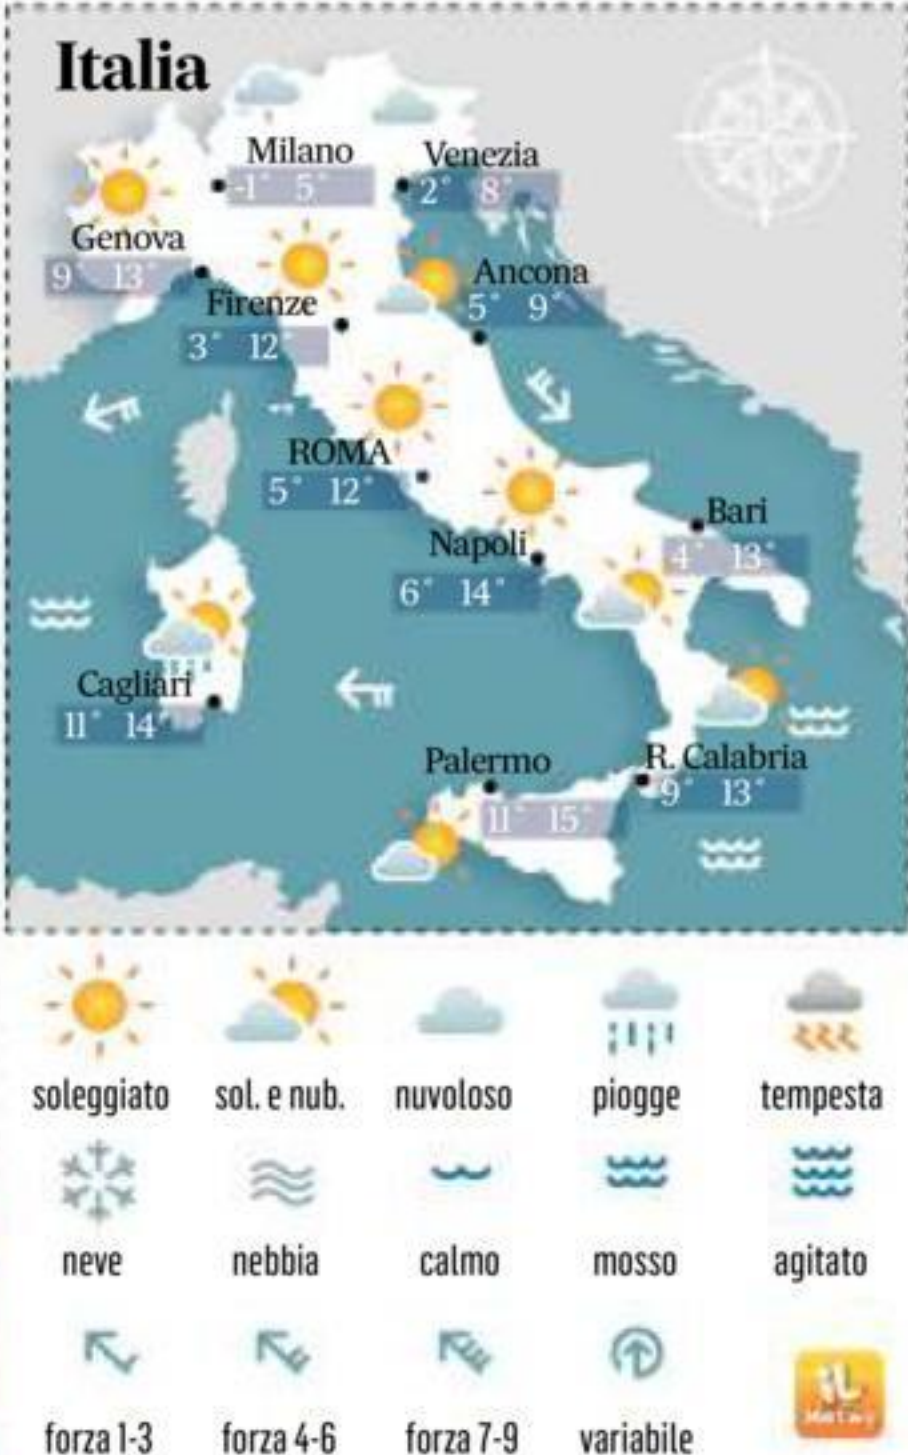 Italia
Milano
-1° 5°
Venezia
2° 8°
Genova
9° 13°
Ancona
5° 9°
Firenze
3° 12°
ROMA
5° 12°
Bari
4° 13°
Napoli
6° 14°
Cagliari
11° 14°
Palermo
11° 15°
R. Calabria
9° 13°
soleggiato sol. e nub. nuvoloso piogge tempesta
neve nebbia calmo mosso agitato
iL
forza 1-3 forza 4-6 forza 7-9 variabile